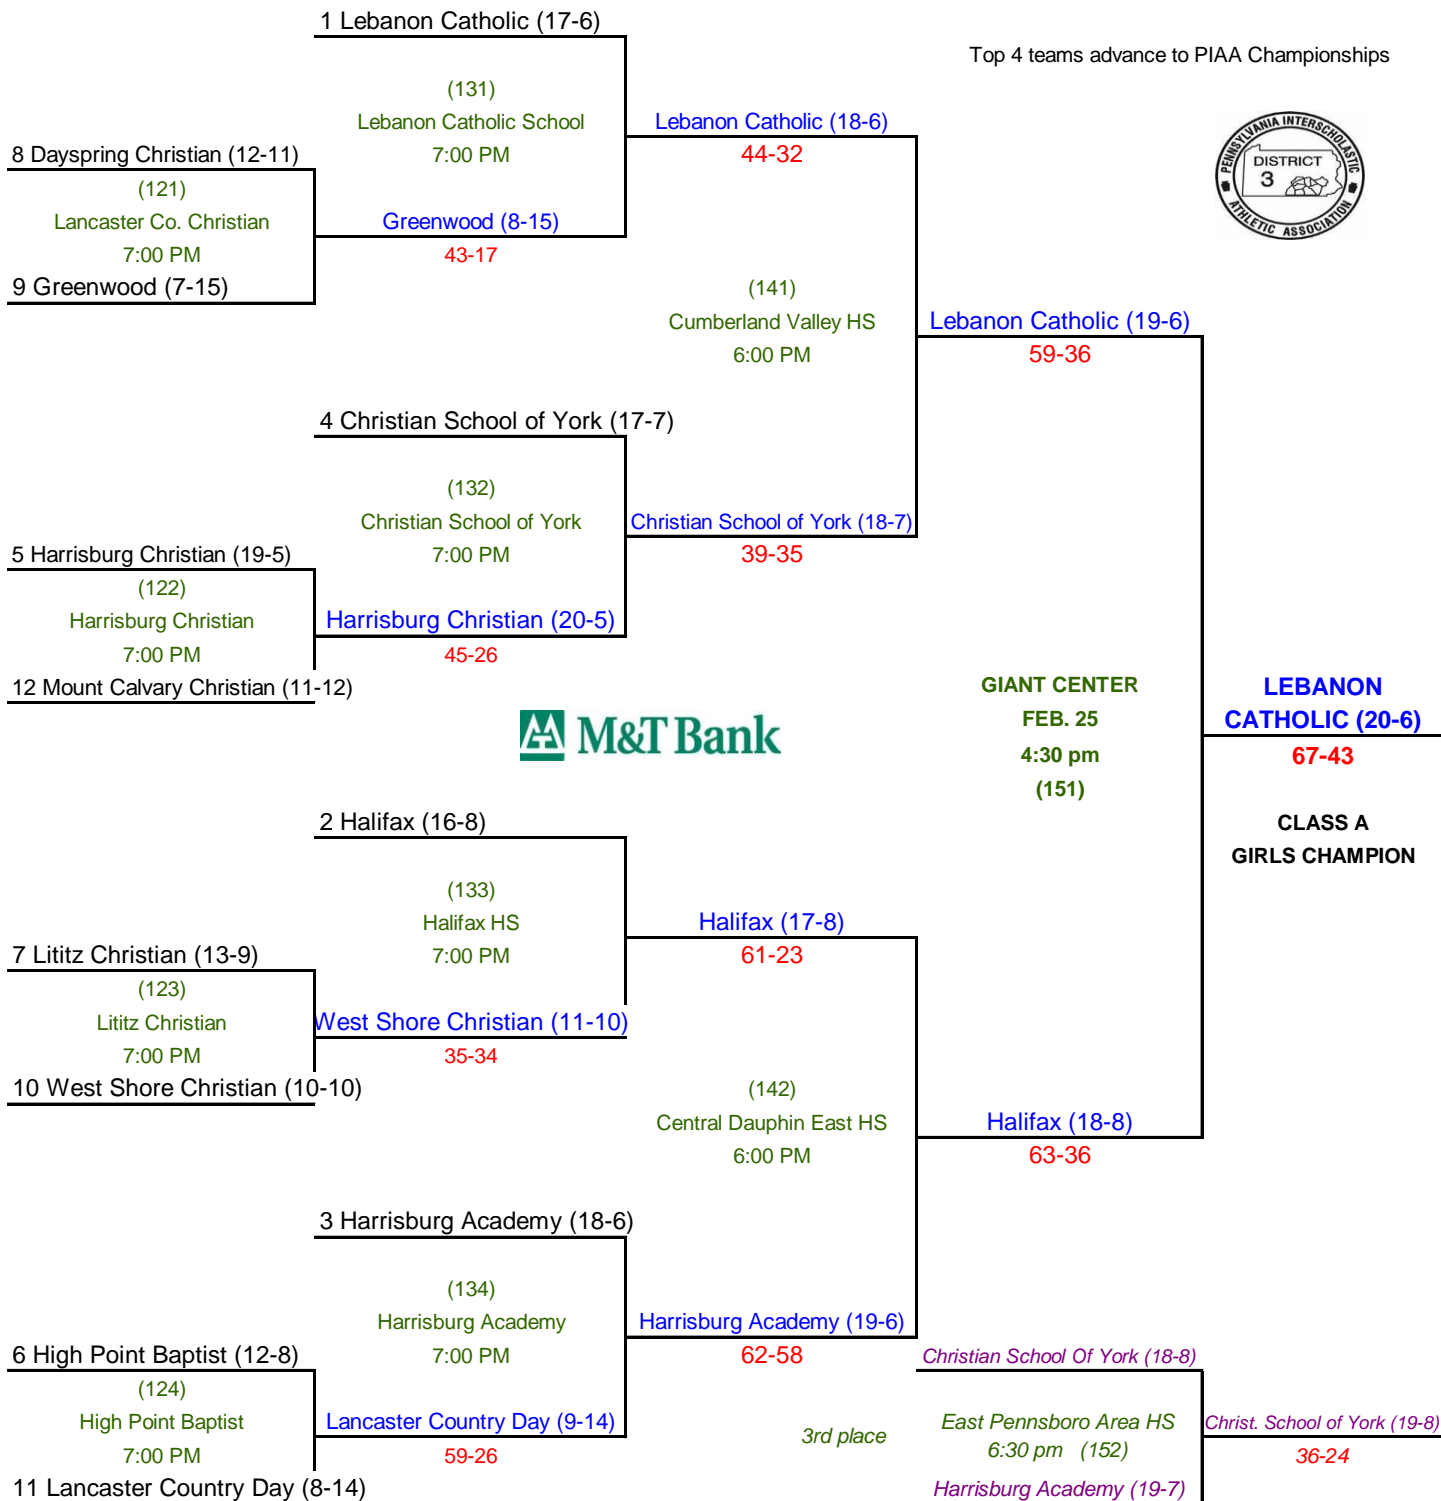 1 Lebanon Catholic (17-6)
Top 4 teams advance to PIAA Championships
(131)
Lebanon Catholic School
7:00 PM
Lebanon Catholic (18-6)
44-32
PENNSYLVANIA INTERSCHOLASTIC
DISTRICT
3
ATHLETIC ASSOCIATION
8 Dayspring Christian (12-11)
(121)
Lancaster Co. Christian
7:00 PM
Greenwood (8-15)
43-17
9 Greenwood (7-15)
(141)
Cumberland Valley HS
6:00 PM
Lebanon Catholic (19-6)
59-36
4 Christian School of York (17-7)
(132)
Christian School of York
7:00 PM
Christian School of York (18-7)
39-35
5 Harrisburg Christian (19-5)
(122)
Harrisburg Christian
7:00 PM
Harrisburg Christian (20-5)
45-26
12 Mount Calvary Christian (11-12)
M&T Bank
GIANT CENTER
FEB. 25
4:30 pm
(151)
LEBANON
CATHOLIC (20-6)
67-43
CLASS A
GIRLS CHAMPION
2 Halifax (16-8)
(133)
Halifax HS
7:00 PM
Halifax (17-8)
61-23
7 Lititz Christian (13-9)
(123)
Lititz Christian
7:00 PM
West Shore Christian (11-10)
35-34
10 West Shore Christian (10-10)
(142)
Central Dauphin East HS
6:00 PM
Halifax (18-8)
63-36
3 Harrisburg Academy (18-6)
(134)
Harrisburg Academy
7:00 PM
Harrisburg Academy (19-6)
62-58
6 High Point Baptist (12-8)
(124)
High Point Baptist
7:00 PM
Lancaster Country Day (9-14)
59-26
11 Lancaster Country Day (8-14)
3rd place
Christian School Of York (18-8)
East Pennsboro Area HS
6:30 pm (152)
Harrisburg Academy (19-7)
Christ. School of York (19-8)
36-24